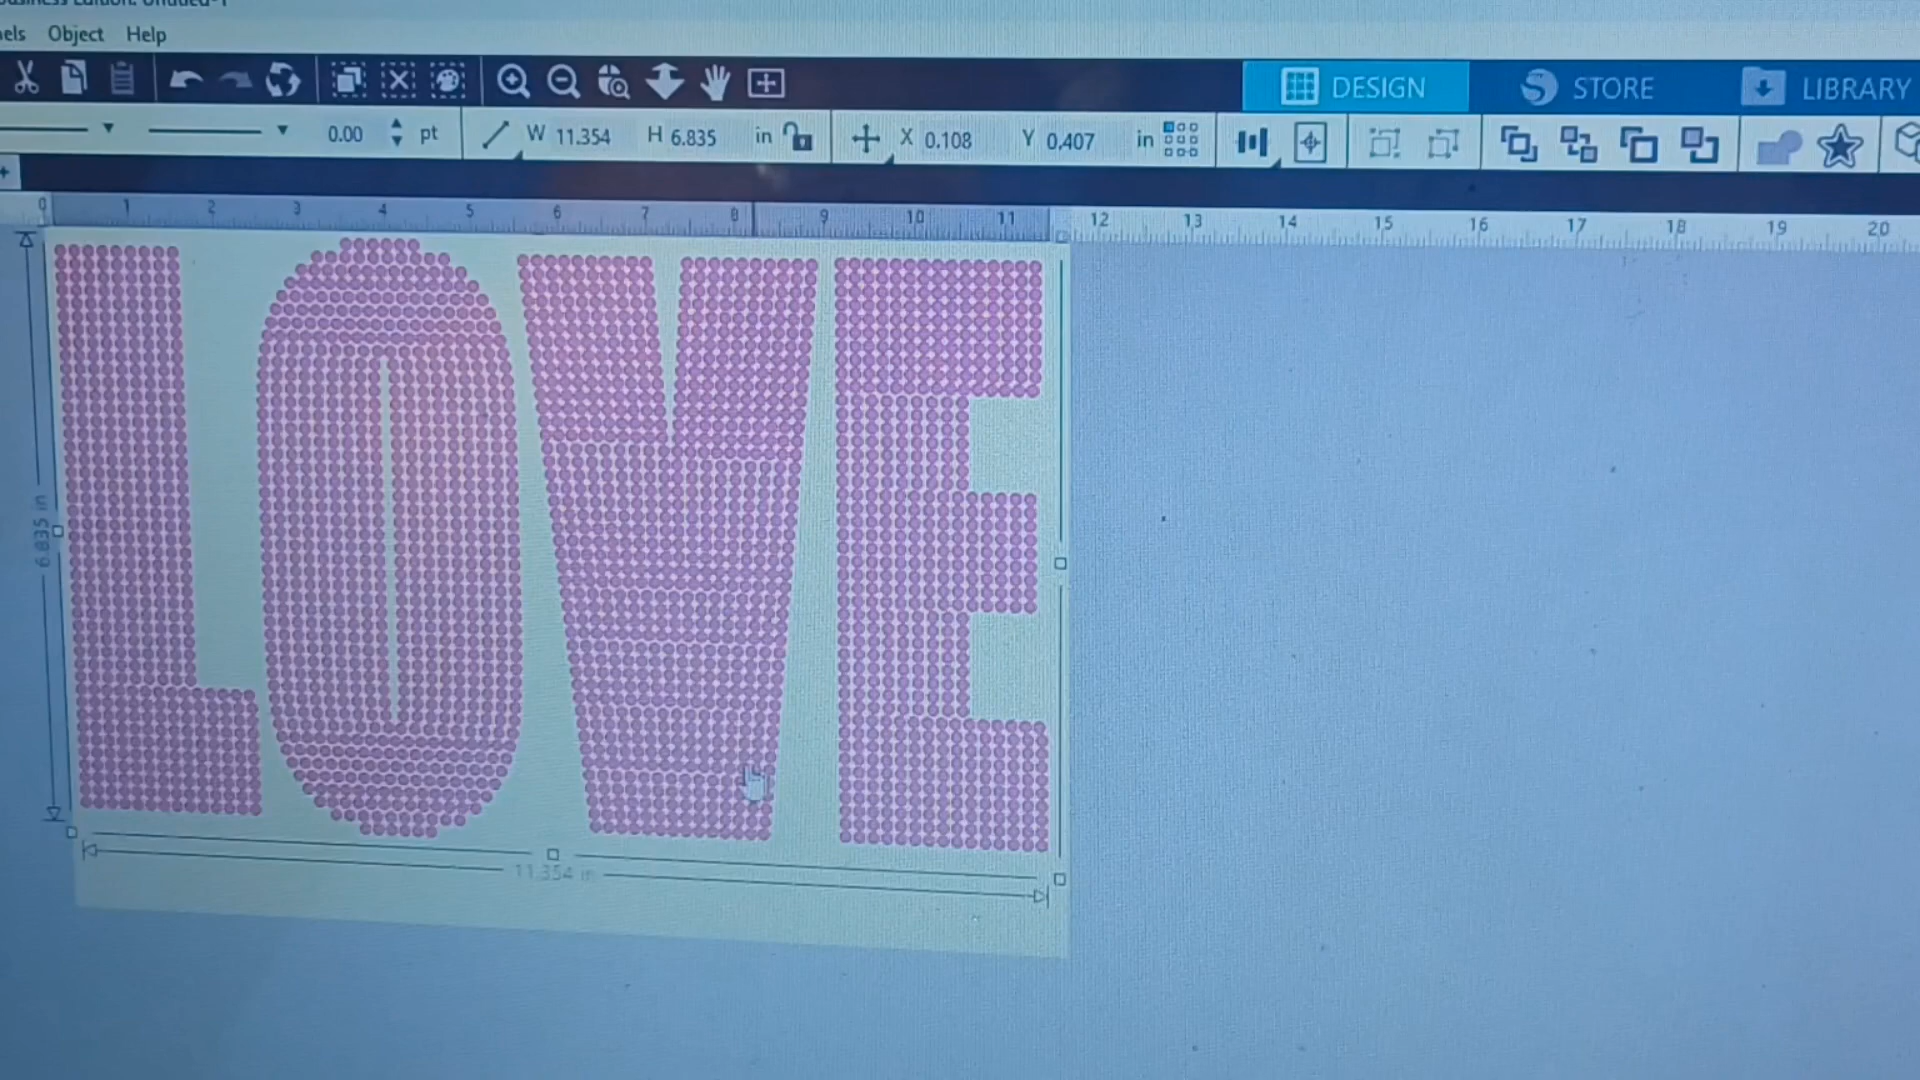 Object Help
DESIGN STORE LIBRARY
0.00 pt W 11.354 H 6.835 in X 0.108 Y 0.407 in
0 1 2 3 4 5 6 7 8 9 10 11 12 13 14 15 16 17 18 19 20
LOVE
6.835 in
11.354 in